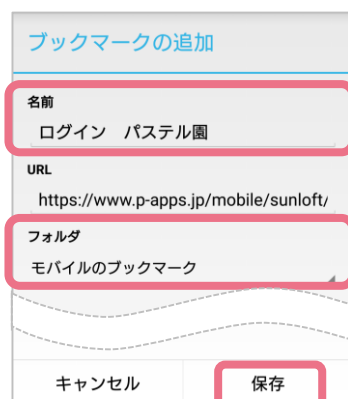 ブックマークの追加
名前
ログイン　パステル園
URL
https://www.p-apps.jp/mobile/sunloft/
フォルダ
モバイルのブックマーク
キャンセル
保存